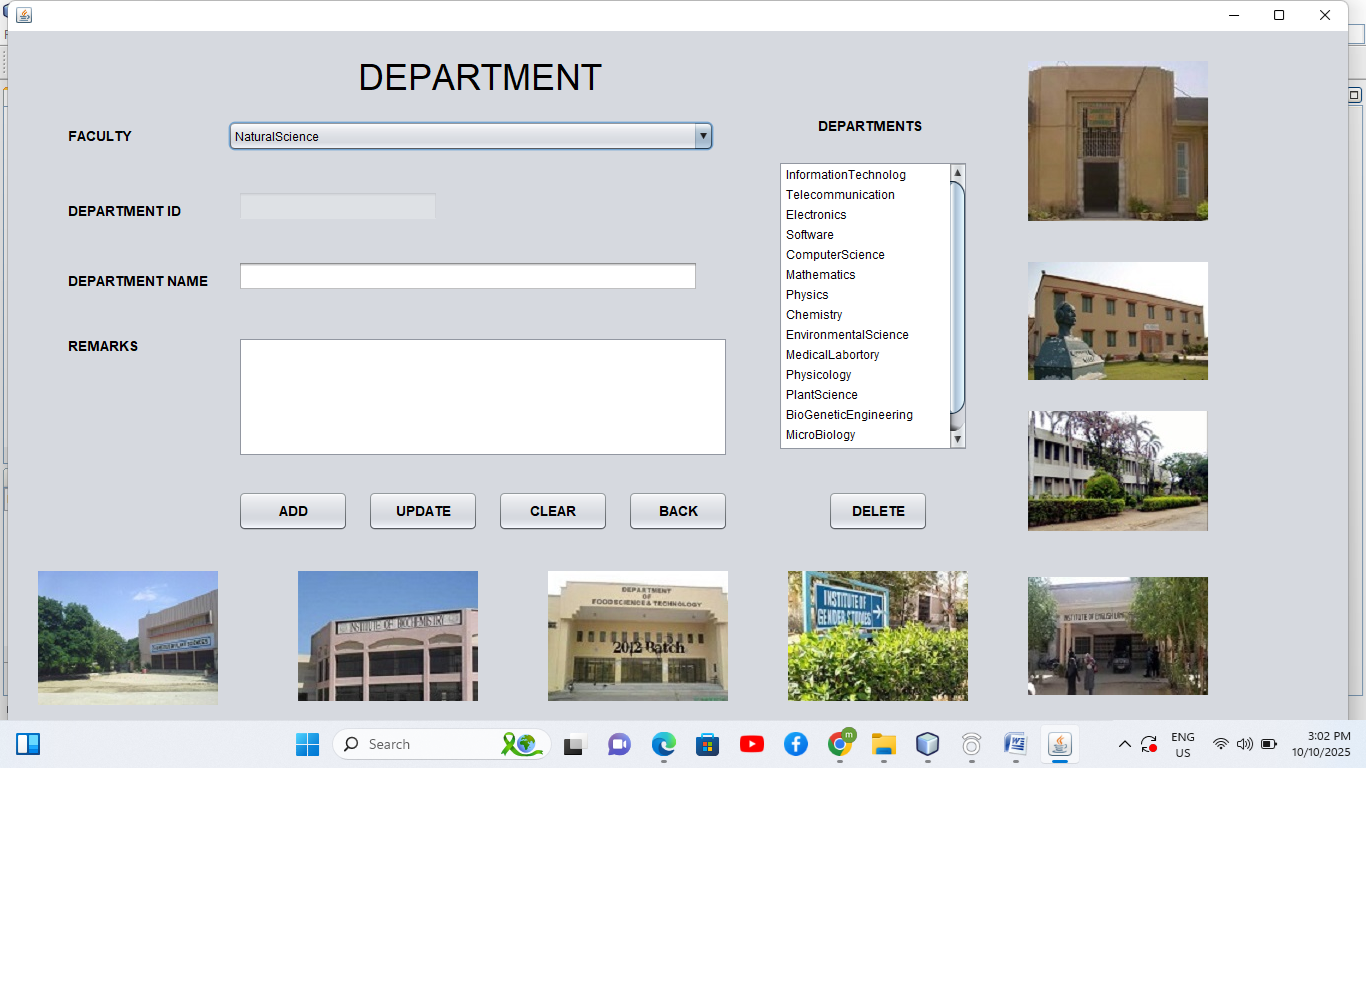 DEPARTMENT
FACULTY
NaturalScience
DEPARTMENT ID
DEPARTMENT NAME
REMARKS
DEPARTMENTS
InformationTechnolog
Telecommunication
Electronics
Software
ComputerScience
Mathematics
Physics
Chemistry
EnvironmentalScience
MedicalLabortory
Physicology
PlantScience
BioGeneticEngineering
MicroBiology
ADD
UPDATE
CLEAR
BACK
DELETE
INSTITUTE OF BIOCHEMISTRY
DEPARTMENT
OF
FOOD SCIENCE & TECHNOLOGY
2012 Batch
INSTITUTE OF
GENDER STUDIES
Search
m
ENG
US
3:02 PM
10/10/2025